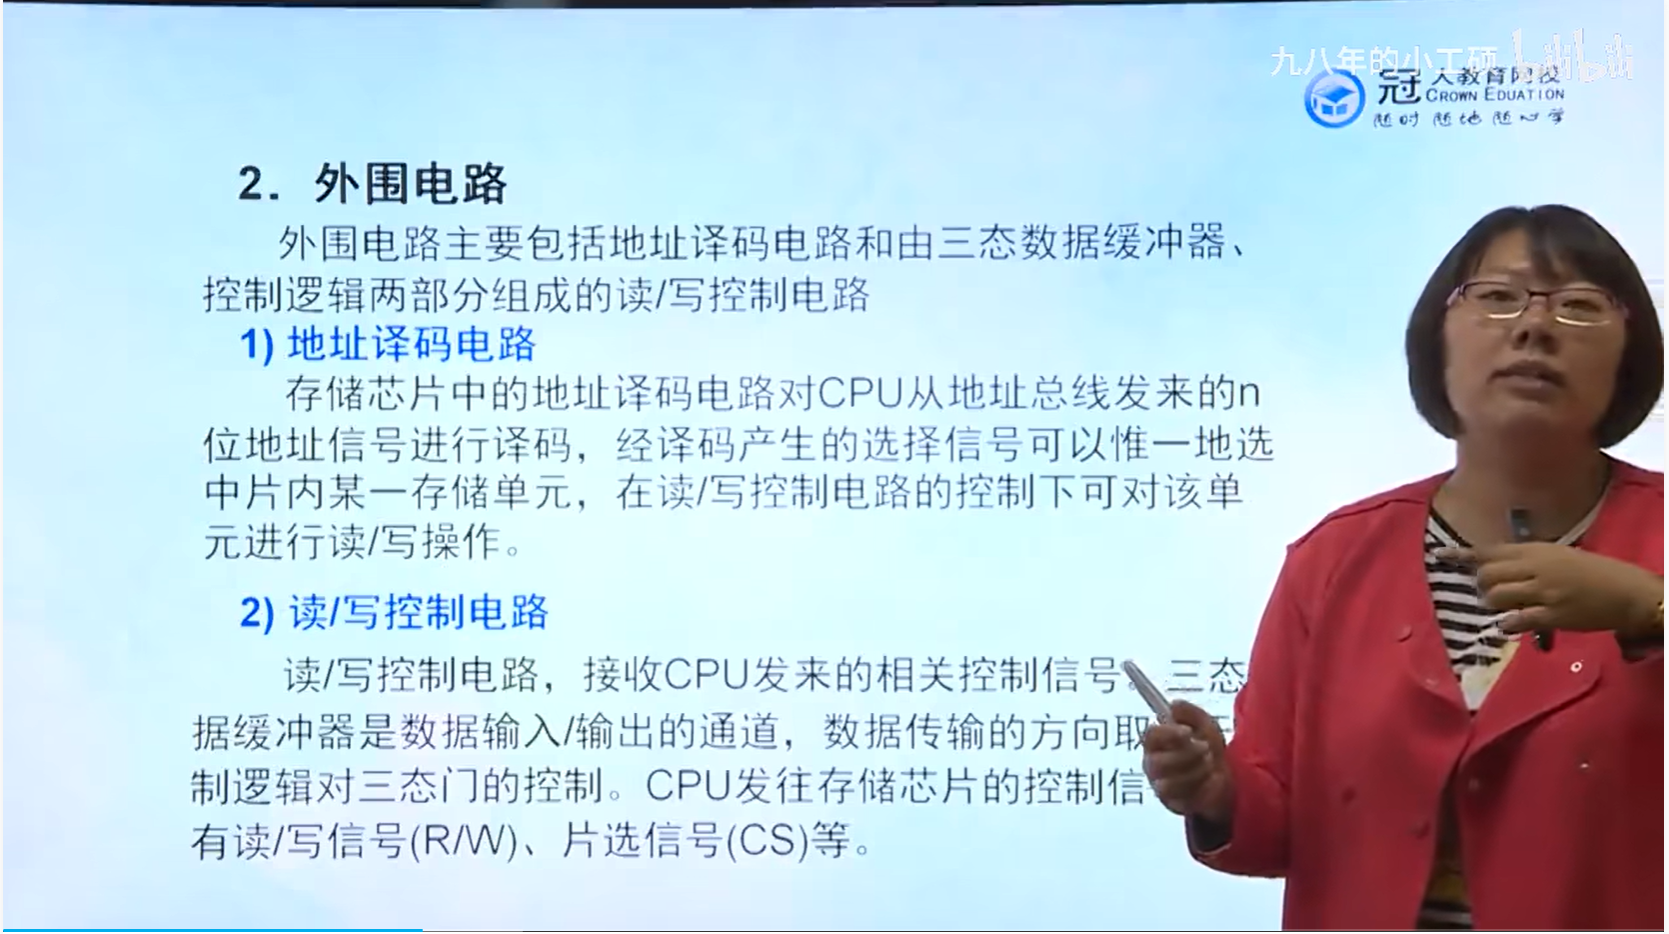 九八年的小工硕 bilibili
冠人教育网校
CROWN EDUATION
随时 随地 随心学
2. 外围电路
外围电路主要包括地址译码电路和由三态数据缓冲器、
控制逻辑两部分组成的读/写控制电路
1) 地址译码电路
存储芯片中的地址译码电路对CPU从地址总线发来的n
位地址信号进行译码，经译码产生的选择信号可以惟一地选
中片内某一存储单元，在读/写控制电路的控制下可对该单
元进行读/写操作。
2) 读/写控制电路
读/写控制电路，接收CPU发来的相关控制信号。三态
据缓冲器是数据输入/输出的通道，数据传输的方向取
制逻辑对三态门的控制。CPU发往存储芯片的控制信
有读/写信号(R/W)、片选信号(CS)等。